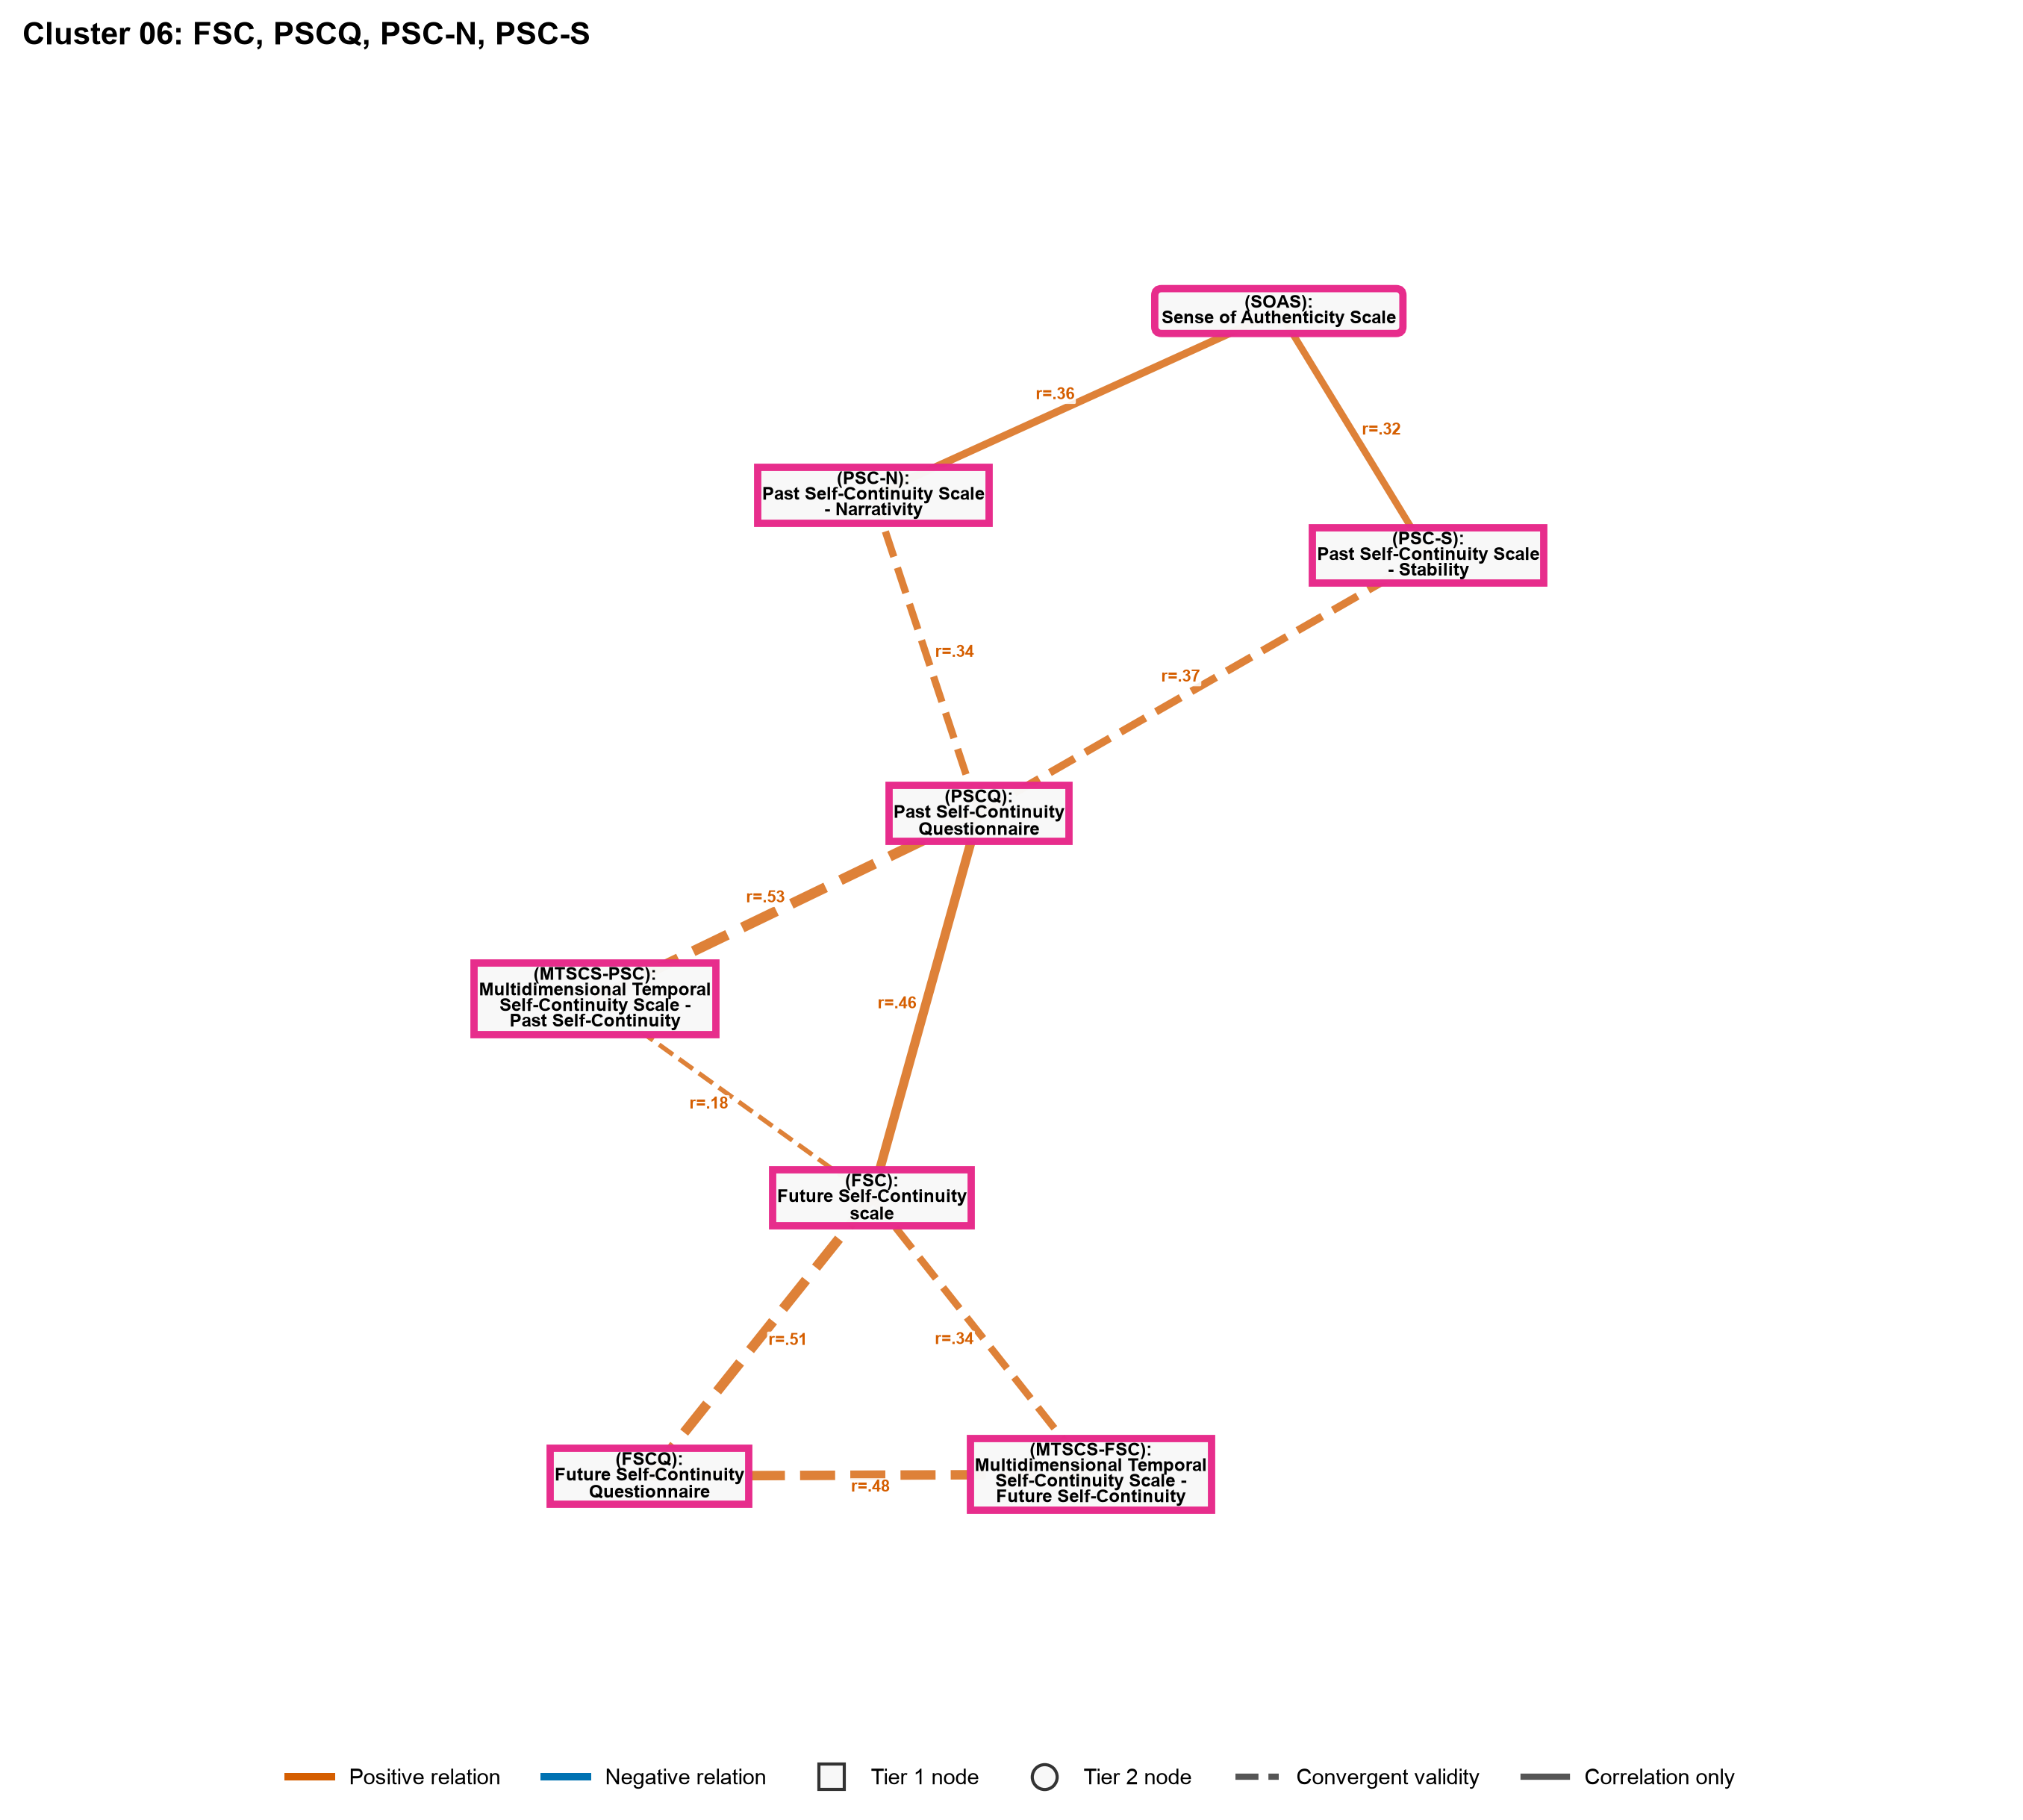 Cluster 06: FSC, PSCQ, PSC-N, PSC-S
(SOAS):
Sense of Authenticity Scale
r=.36
r=.32
(PSC-N):
Past Self-Continuity Scale
- Narrativity
(PSC-S):
Past Self-Continuity Scale
- Stability
r=.34
r=.37
(PSCQ):
Past Self-Continuity
Questionnaire
r=.53
(MTSCS-PSC):
Multidimensional Temporal
Self-Continuity Scale -
Past Self-Continuity
r=.46
r=.18
(FSC):
Future Self-Continuity
scale
r=.51
r=.34
(FSCQ):
Future Self-Continuity
Questionnaire
r=.48
(MTSCS-FSC):
Multidimensional Temporal
Self-Continuity Scale -
Future Self-Continuity
Positive relation
Negative relation
Tier 1 node
Tier 2 node
Convergent validity
Correlation only